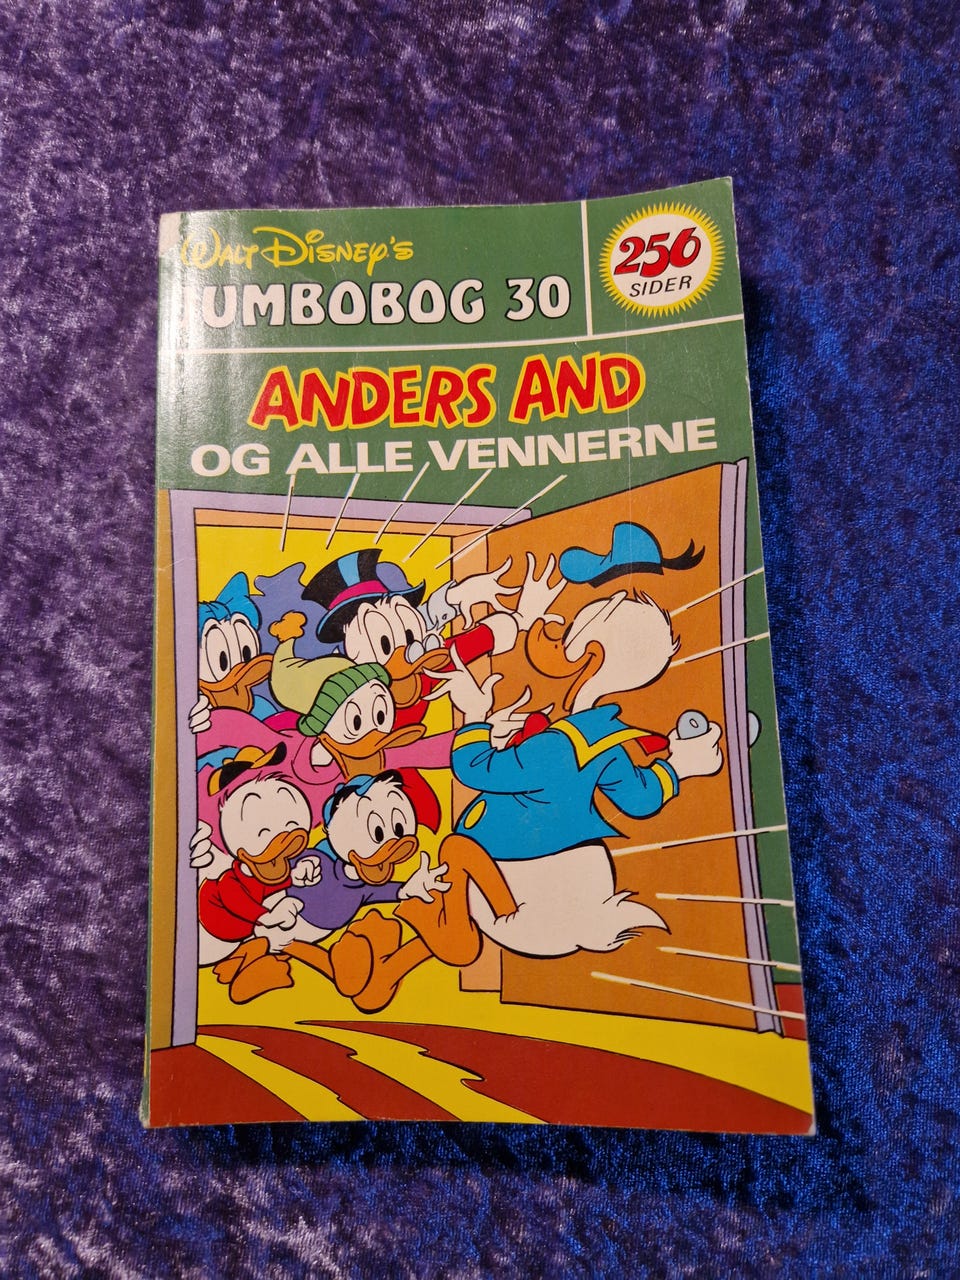 Walt Disney's
JUMBOBOG 30
256
SIDER
ANDERS AND
OG ALLE VENNERNE